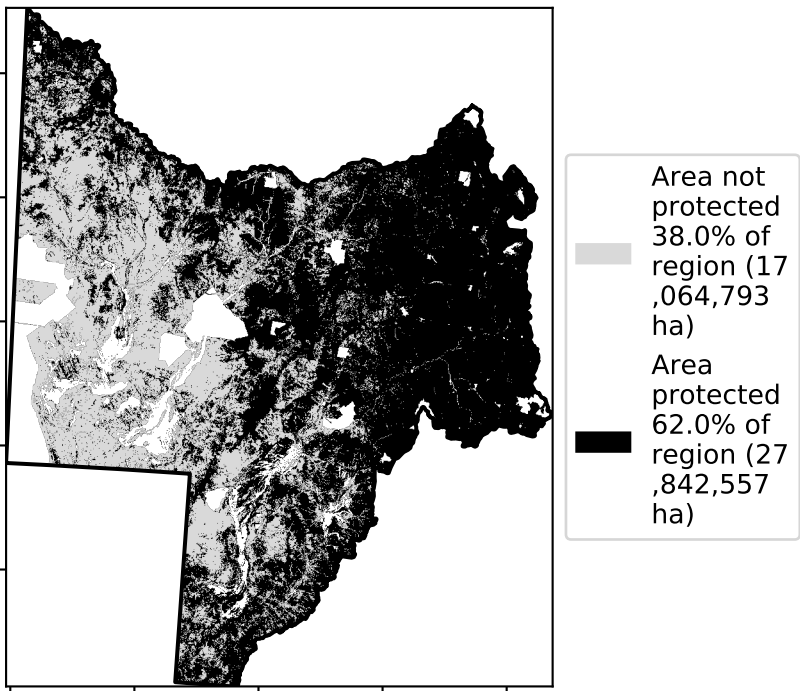 Area not
protected
38.0% of
region (17
,064,793
ha)
Area
protected
62.0% of
region (27
,842,557
ha)